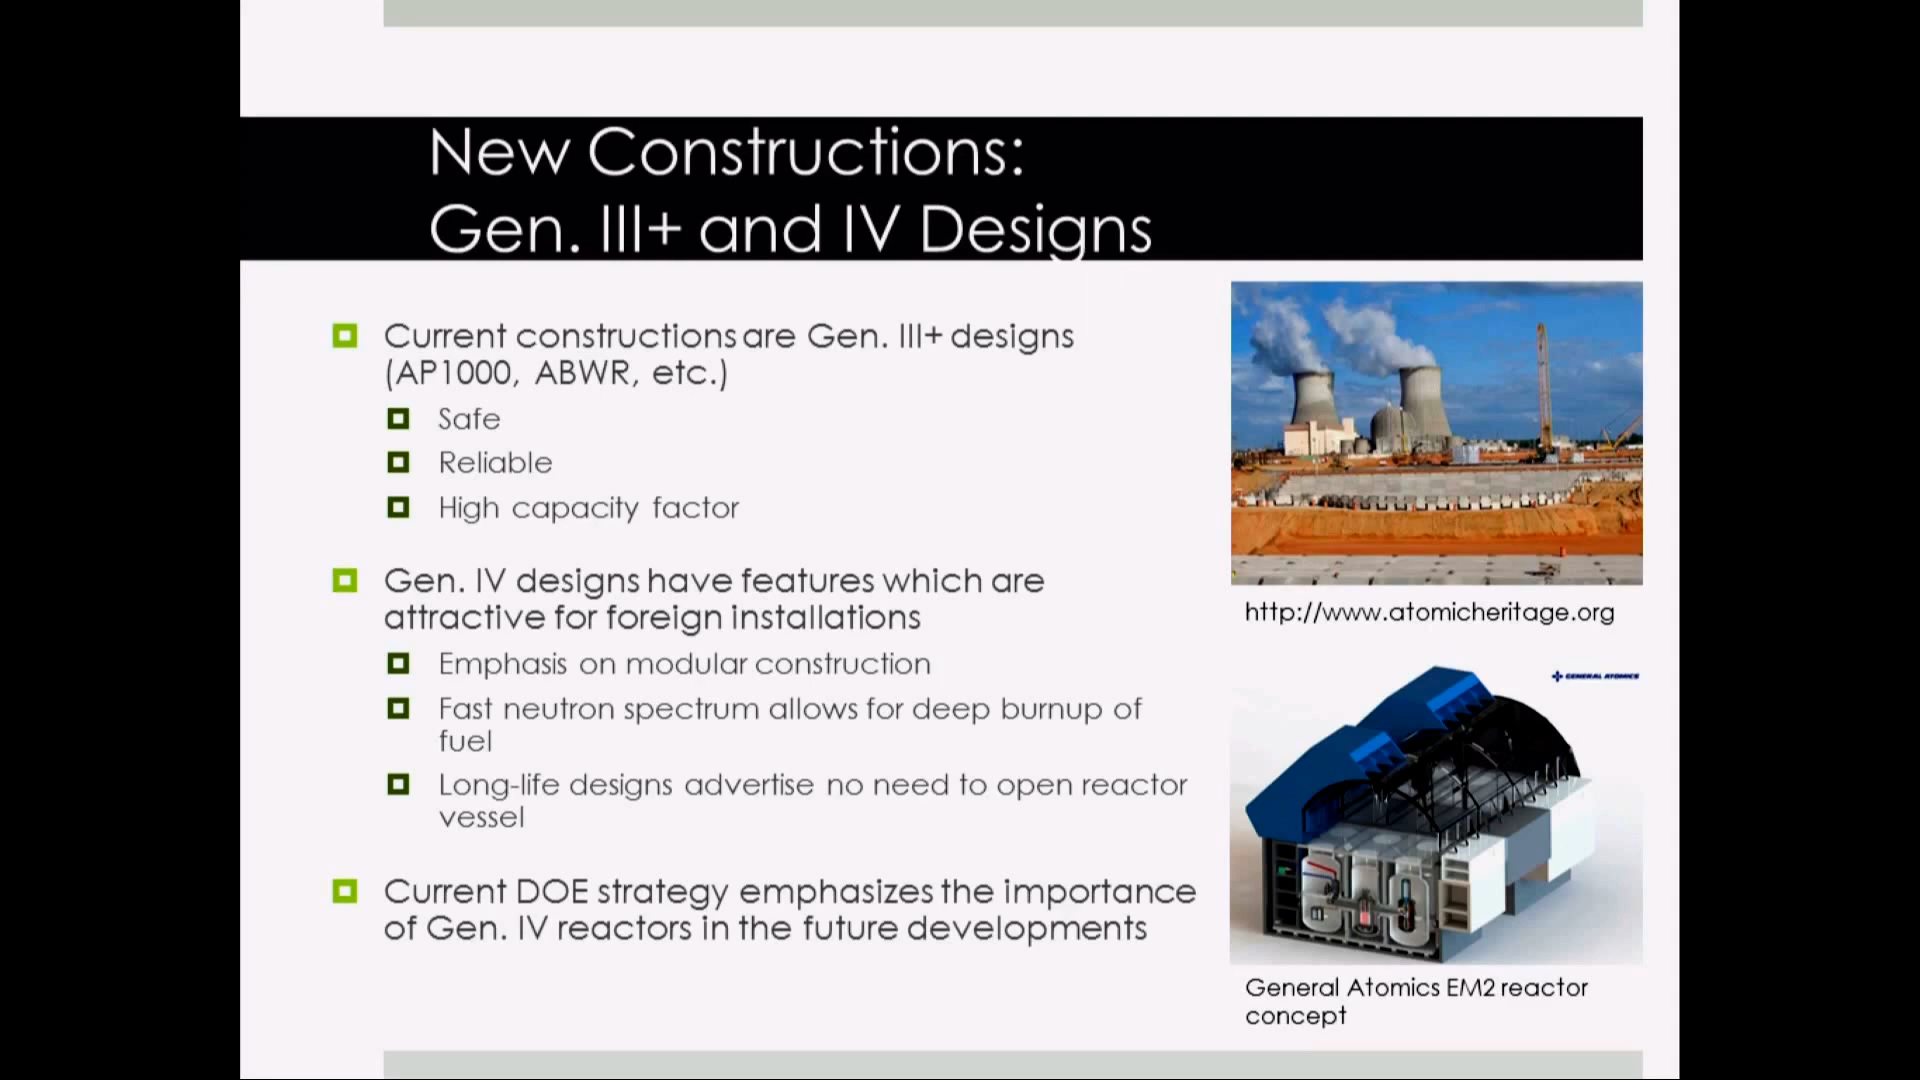 New Constructions:
Gen. III+ and IV Designs
Current constructions are Gen. III+ designs
(AP1000, ABWR, etc.)
Safe
Reliable
High capacity factor
Gen. IV designs have features which are
attractive for foreign installations
Emphasis on modular construction
Fast neutron spectrum allows for deep burnup of
fuel
Long-life designs advertise no need to open reactor
vessel
Current DOE strategy emphasizes the importance
of Gen. IV reactors in the future developments
http://www.atomicheritage.org
GENERAL ATOMICS
General Atomics EM2 reactor
concept